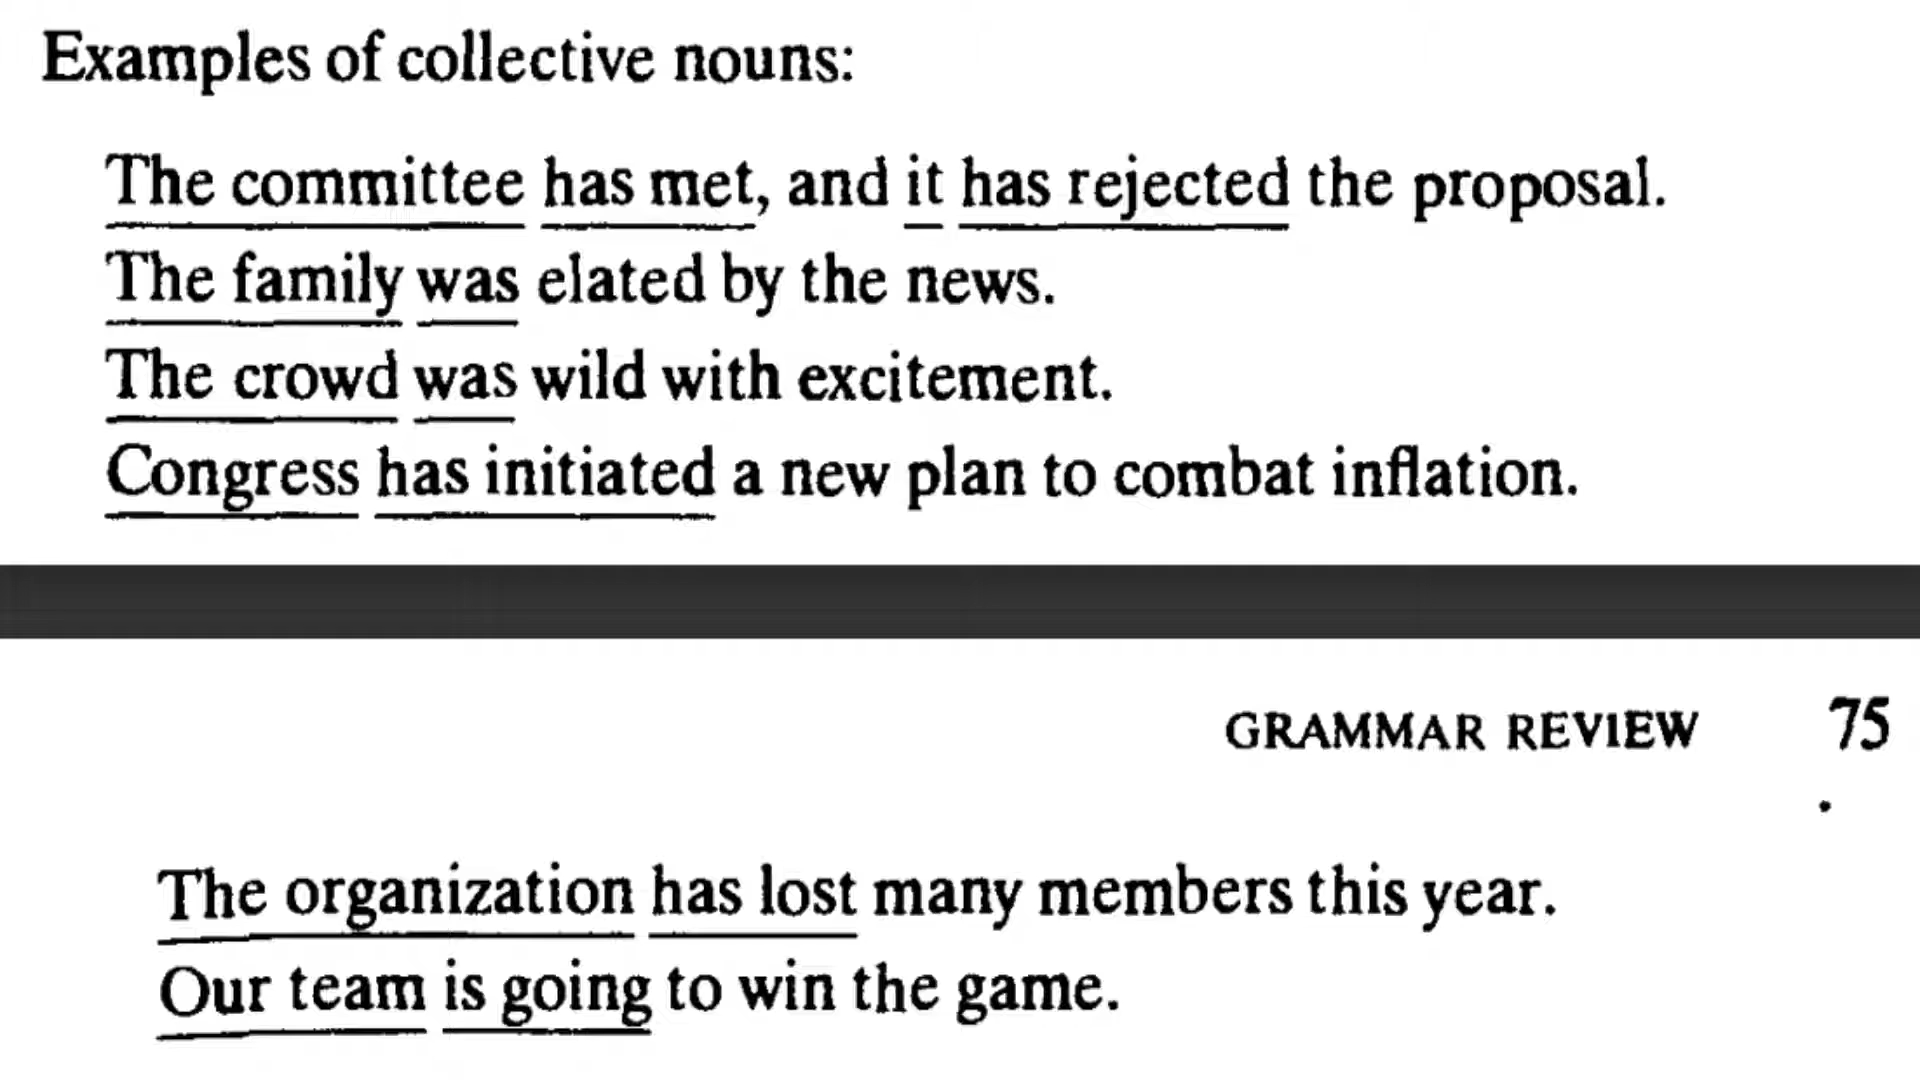 Examples of collective nouns:
The committee has met, and it has rejected the proposal.
The family was elated by the news.
The crowd was wild with excitement.
Congress has initiated a new plan to combat inflation.
GRAMMAR REVIEW 75
The organization has lost many members this year.
Our team is going to win the game.